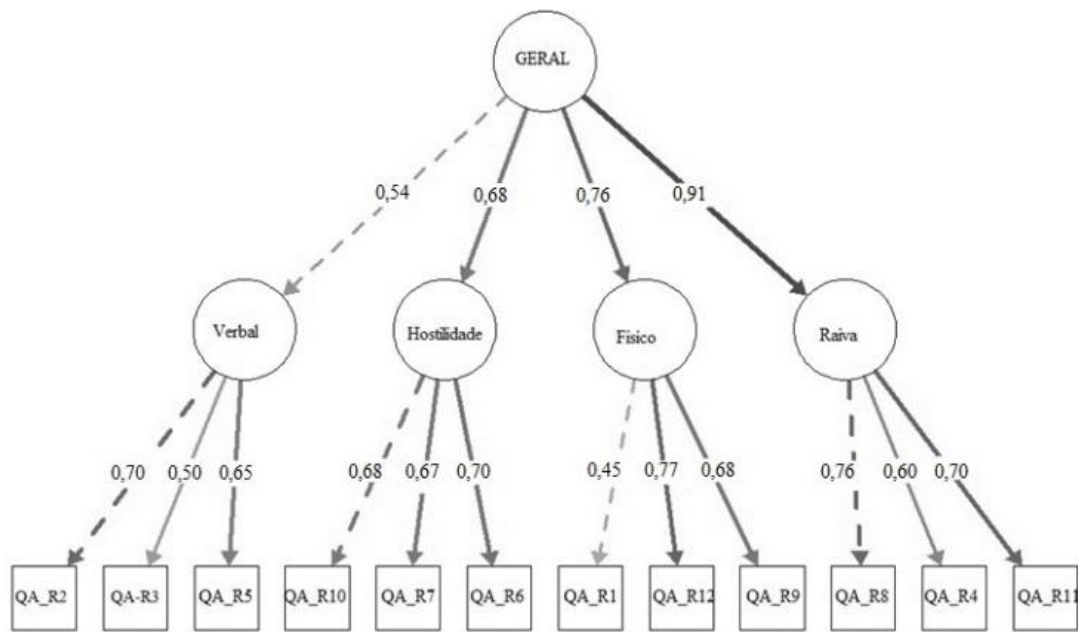 GERAL
0,54 0,68 0,76 0,91
Verbal Hostilidade Físico Raiva
0,70 0,50 0,65 0,68 0,67 0,70 0,45 0,77 0,68 0,76 0,60 0,70
QA_R2 QA-R3 QA_R5 QA_R10 QA_R7 QA_R6 QA_R1 QA_R12 QA_R9 QA_R8 QA_R4 QA_R11